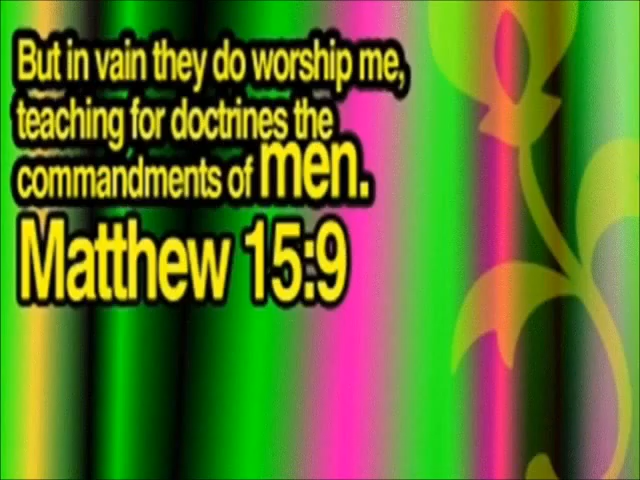 But in vain they do worship me,
teaching for doctrines the
commandments of men.
Matthew 15:9